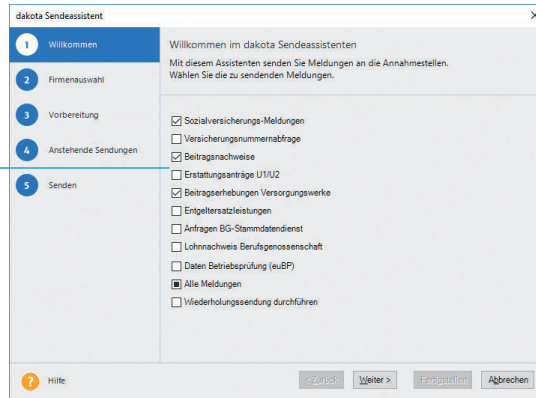 dakota Sendeassistent
1 Willkommen
2 Firmenauswahl
3 Vorbereitung
4 Anstehende Sendungen
5 Senden
Willkommen im dakota Sendeassistenten
Mit diesem Assistenten senden Sie Meldungen an die Annahmestellen.
Wählen Sie die zu sendenden Meldungen.
Sozialversicherungs-Meldungen
Versicherungsnummernabfrage
Beitragsnachweise
Erstattungsanträge U1/U2
Beitragserhebungen Versorgungswerke
Entgeltersatzleistungen
Anfragen BG-Stammdatendienst
Lohnnachweis Berufsgenossenschaft
Daten Betriebsprüfung (euBP)
Alle Meldungen
Wiederholungssendung durchführen
? Hilfe
< Zurück Weiter > Fertigstellen Abbrechen